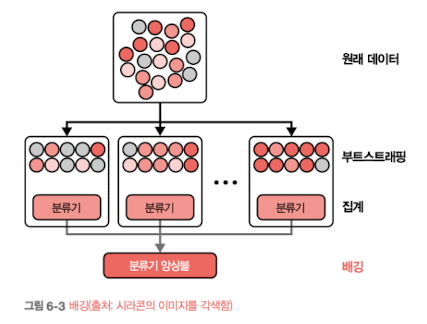 원래 데이터
부트스트래핑
분류기
분류기
• • •
분류기
집계
분류기 앙상블
배깅
그림 6-3 배깅(출처: 시라콘의 이미지를 각색함)